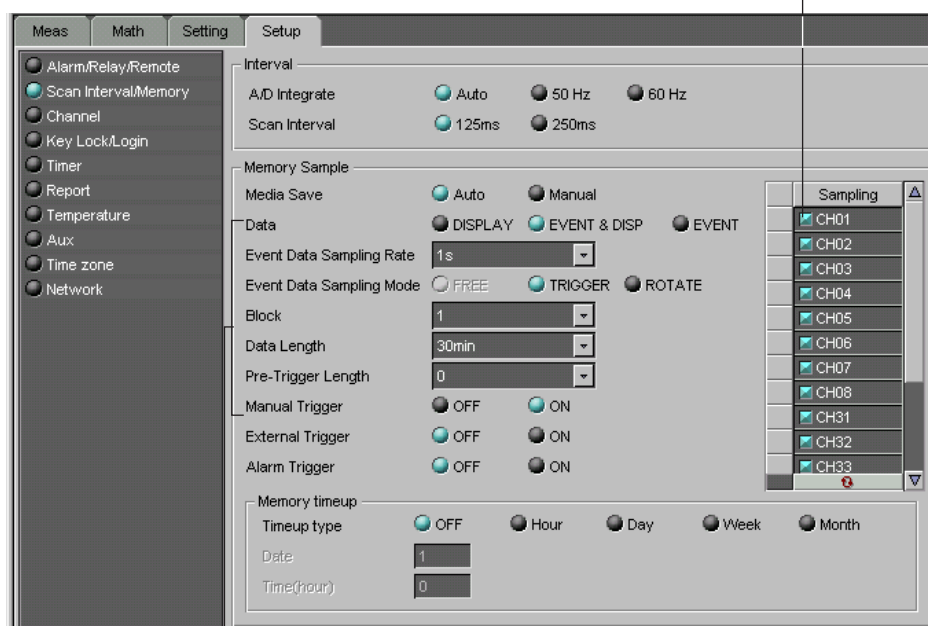 Meas Math Setting Setup
Alarm/Relay/Remote
Scan Interval/Memory
Channel
Key Lock/Login
Timer
Report
Temperature
Aux
Time zone
Network
Interval
A/D Integrate Auto 50 Hz 60 Hz
Scan Interval 125ms 250ms
Memory Sample
Media Save Auto Manual
Data DISPLAY EVENT & DISP EVENT
Event Data Sampling Rate 1s
Event Data Sampling Mode FREE TRIGGER ROTATE
Block 1
Data Length 30min
Pre-Trigger Length 0
Manual Trigger OFF ON
External Trigger OFF ON
Alarm Trigger OFF ON
Sampling
CH01
CH02
CH03
CH04
CH05
CH06
CH07
CH08
CH31
CH32
CH33
Memory timeup
Timeup type OFF Hour Day Week Month
Date 1
Time(hour) 0